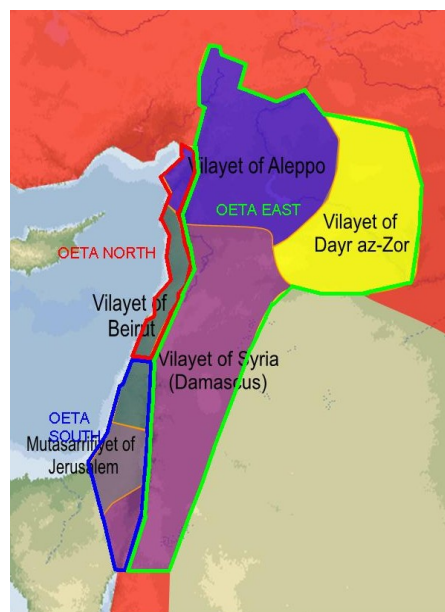 Vilayet of Aleppo
OETA EAST
Vilayet of
Dayr az-Zor
OETA NORTH
Vilayet of
Beirut
Vilayet of Syria
(Damascus)
OETA
SOUTH
Mutasarrifiyet of
Jerusalem